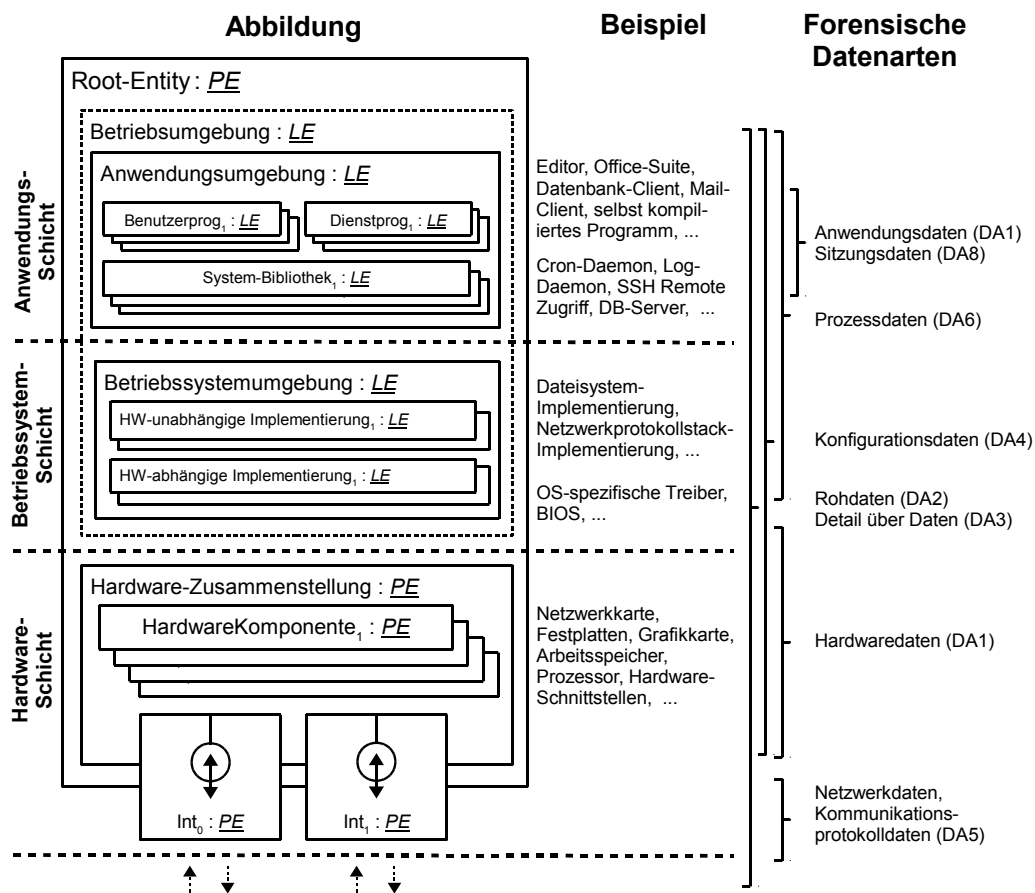 Abbildung
Beispiel
Forensische
Datenarten
Root-Entity : PE
Betriebsumgebung : LE
Anwendungs-
Schicht
Anwendungsumgebung : LE
Benutzerprog1 : LE
Dienstprog1 : LE
System-Bibliothek1 : LE
Editor, Office-Suite,
Datenbank-Client, Mail-
Client, selbst kompil-
iertes Programm, ...
Cron-Daemon, Log-
Daemon, SSH Remote
Zugriff, DB-Server, ...
Anwendungsdaten (DA1)
Sitzungsdaten (DA8)
Prozessdaten (DA6)
Betriebssystem-
Schicht
Betriebssystemumgebung : LE
HW-unabhängige Implementierung1 : LE
HW-abhängige Implementierung1 : LE
Dateisystem-
Implementierung,
Netzwerkprotokollstack-
Implementierung, ...
OS-spezifische Treiber,
BIOS, ...
Konfigurationsdaten (DA4)
Rohdaten (DA2)
Detail über Daten (DA3)
Hardware-
Schicht
Hardware-Zusammenstellung : PE
HardwareKomponente1 : PE
Netzwerkkarte,
Festplatten, Grafikkarte,
Arbeitsspeicher,
Prozessor, Hardware-
Schnittstellen, ...
Hardwaredaten (DA1)
Int0 : PE
Int1 : PE
Netzwerkdaten,
Kommunikations-
protokolldaten (DA5)